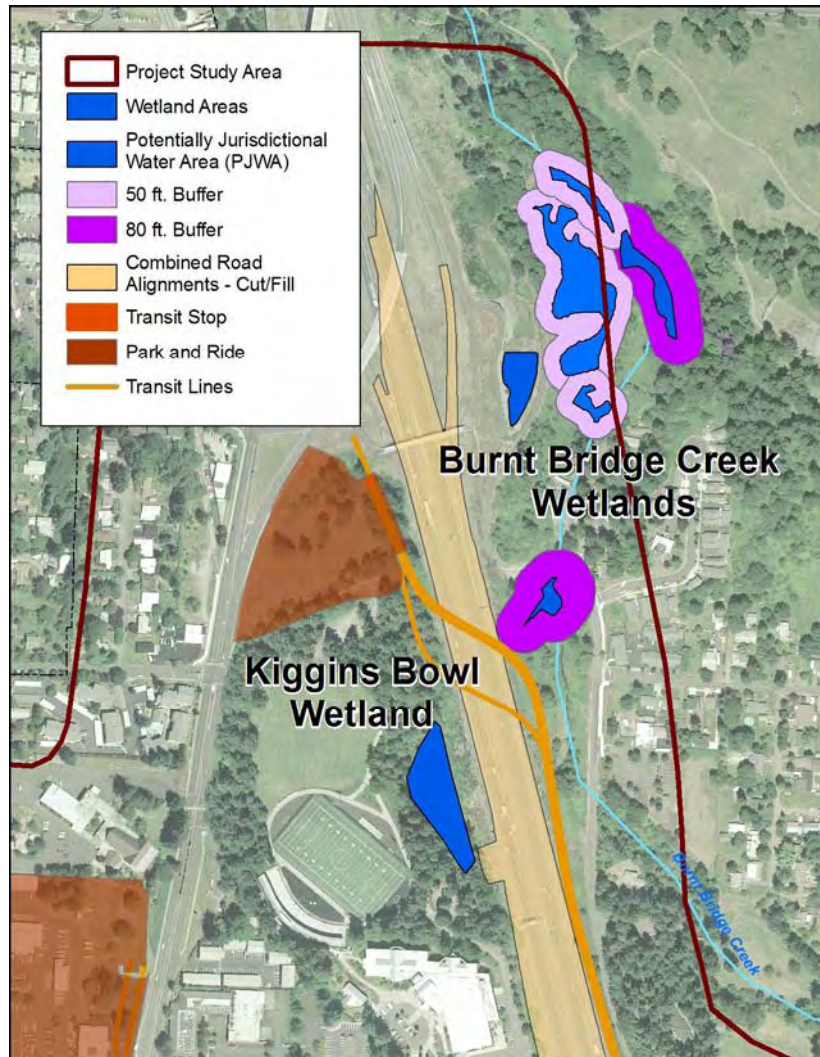 Project Study Area
Wetland Areas
Potentially Jurisdictional
Water Area (PJWA)
50 ft. Buffer
80 ft. Buffer
Combined Road
Alignments - Cut/Fill
Transit Stop
Park and Ride
Transit Lines
Burnt Bridge Creek
Wetlands
Kiggins Bowl
Wetland
Burnt Bridge Creek